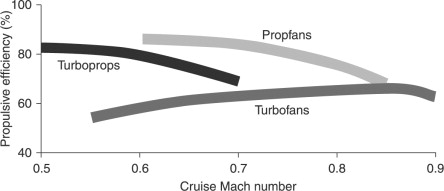 Propulsive efficiency (%)
100
80
60
40
Propfans
Turboprops
Turbofans
0.5 0.6 0.7 0.8 0.9
Cruise Mach number